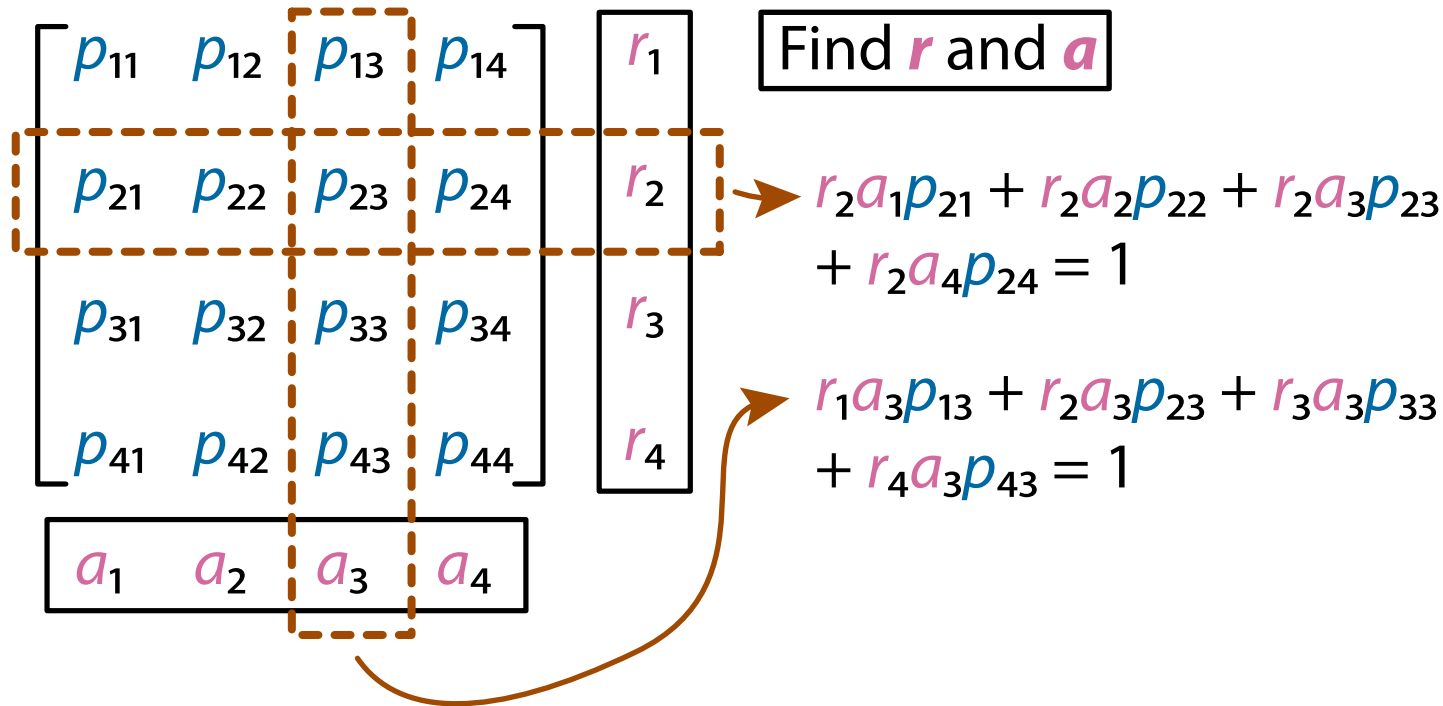 p₁₁ p₁₂ p₁₃ p₁₄ r₁
Find r and a
p₂₁ p₂₂ p₂₃ p₂₄ r₂
r₂a₁p₂₁ + r₂a₂p₂₂ + r₂a₃p₂₃
+ r₂a₄p₂₄ = 1
p₃₁ p₃₂ p₃₃ p₃₄ r₃
r₁a₃p₁₃ + r₂a₃p₂₃ + r₃a₃p₃₃
+ r₄a₃p₄₃ = 1
p₄₁ p₄₂ p₄₃ p₄₄ r₄
a₁ a₂ a₃ a₄